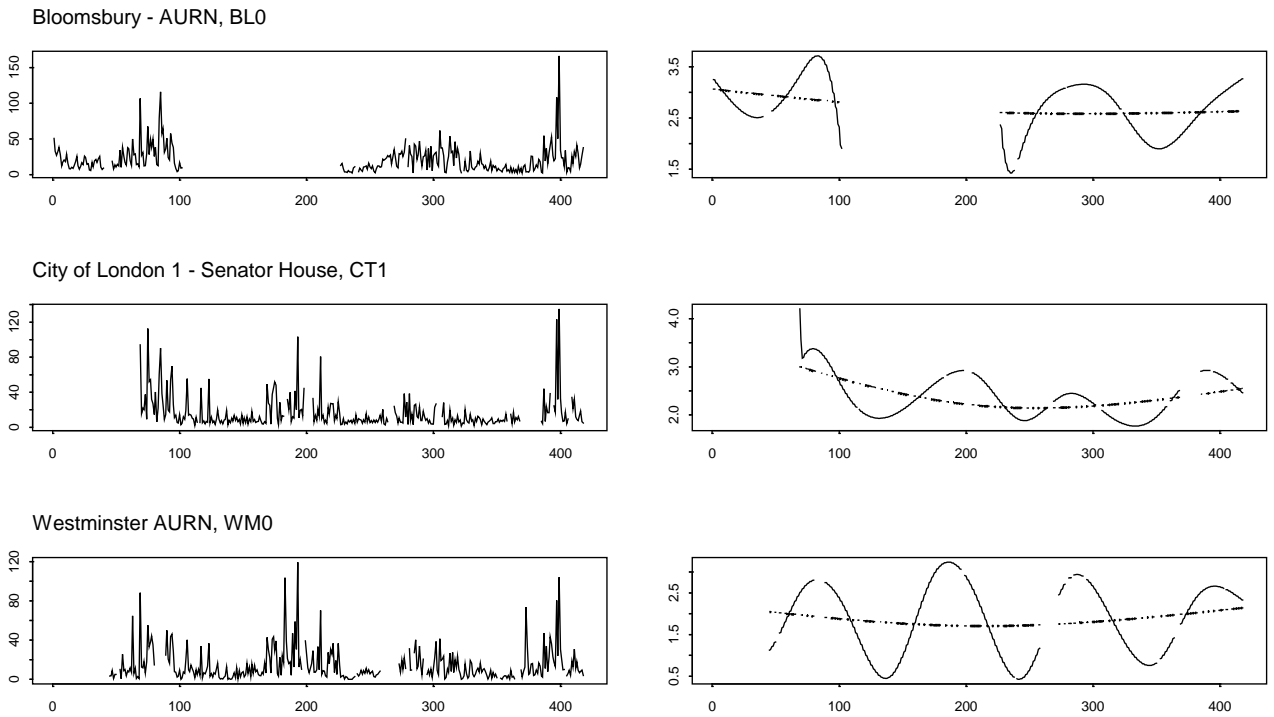 Bloomsbury - AURN, BL0
0 50 100 150
0 100 200 300 400
1.5 2.5 3.5
0 100 200 300 400
City of London 1 - Senator House, CT1
0 40 80 120
0 100 200 300 400
2.0 3.0 4.0
0 100 200 300 400
Westminster AURN, WM0
0 40 80 120
0 100 200 300 400
0.5 1.5 2.5
0 100 200 300 400